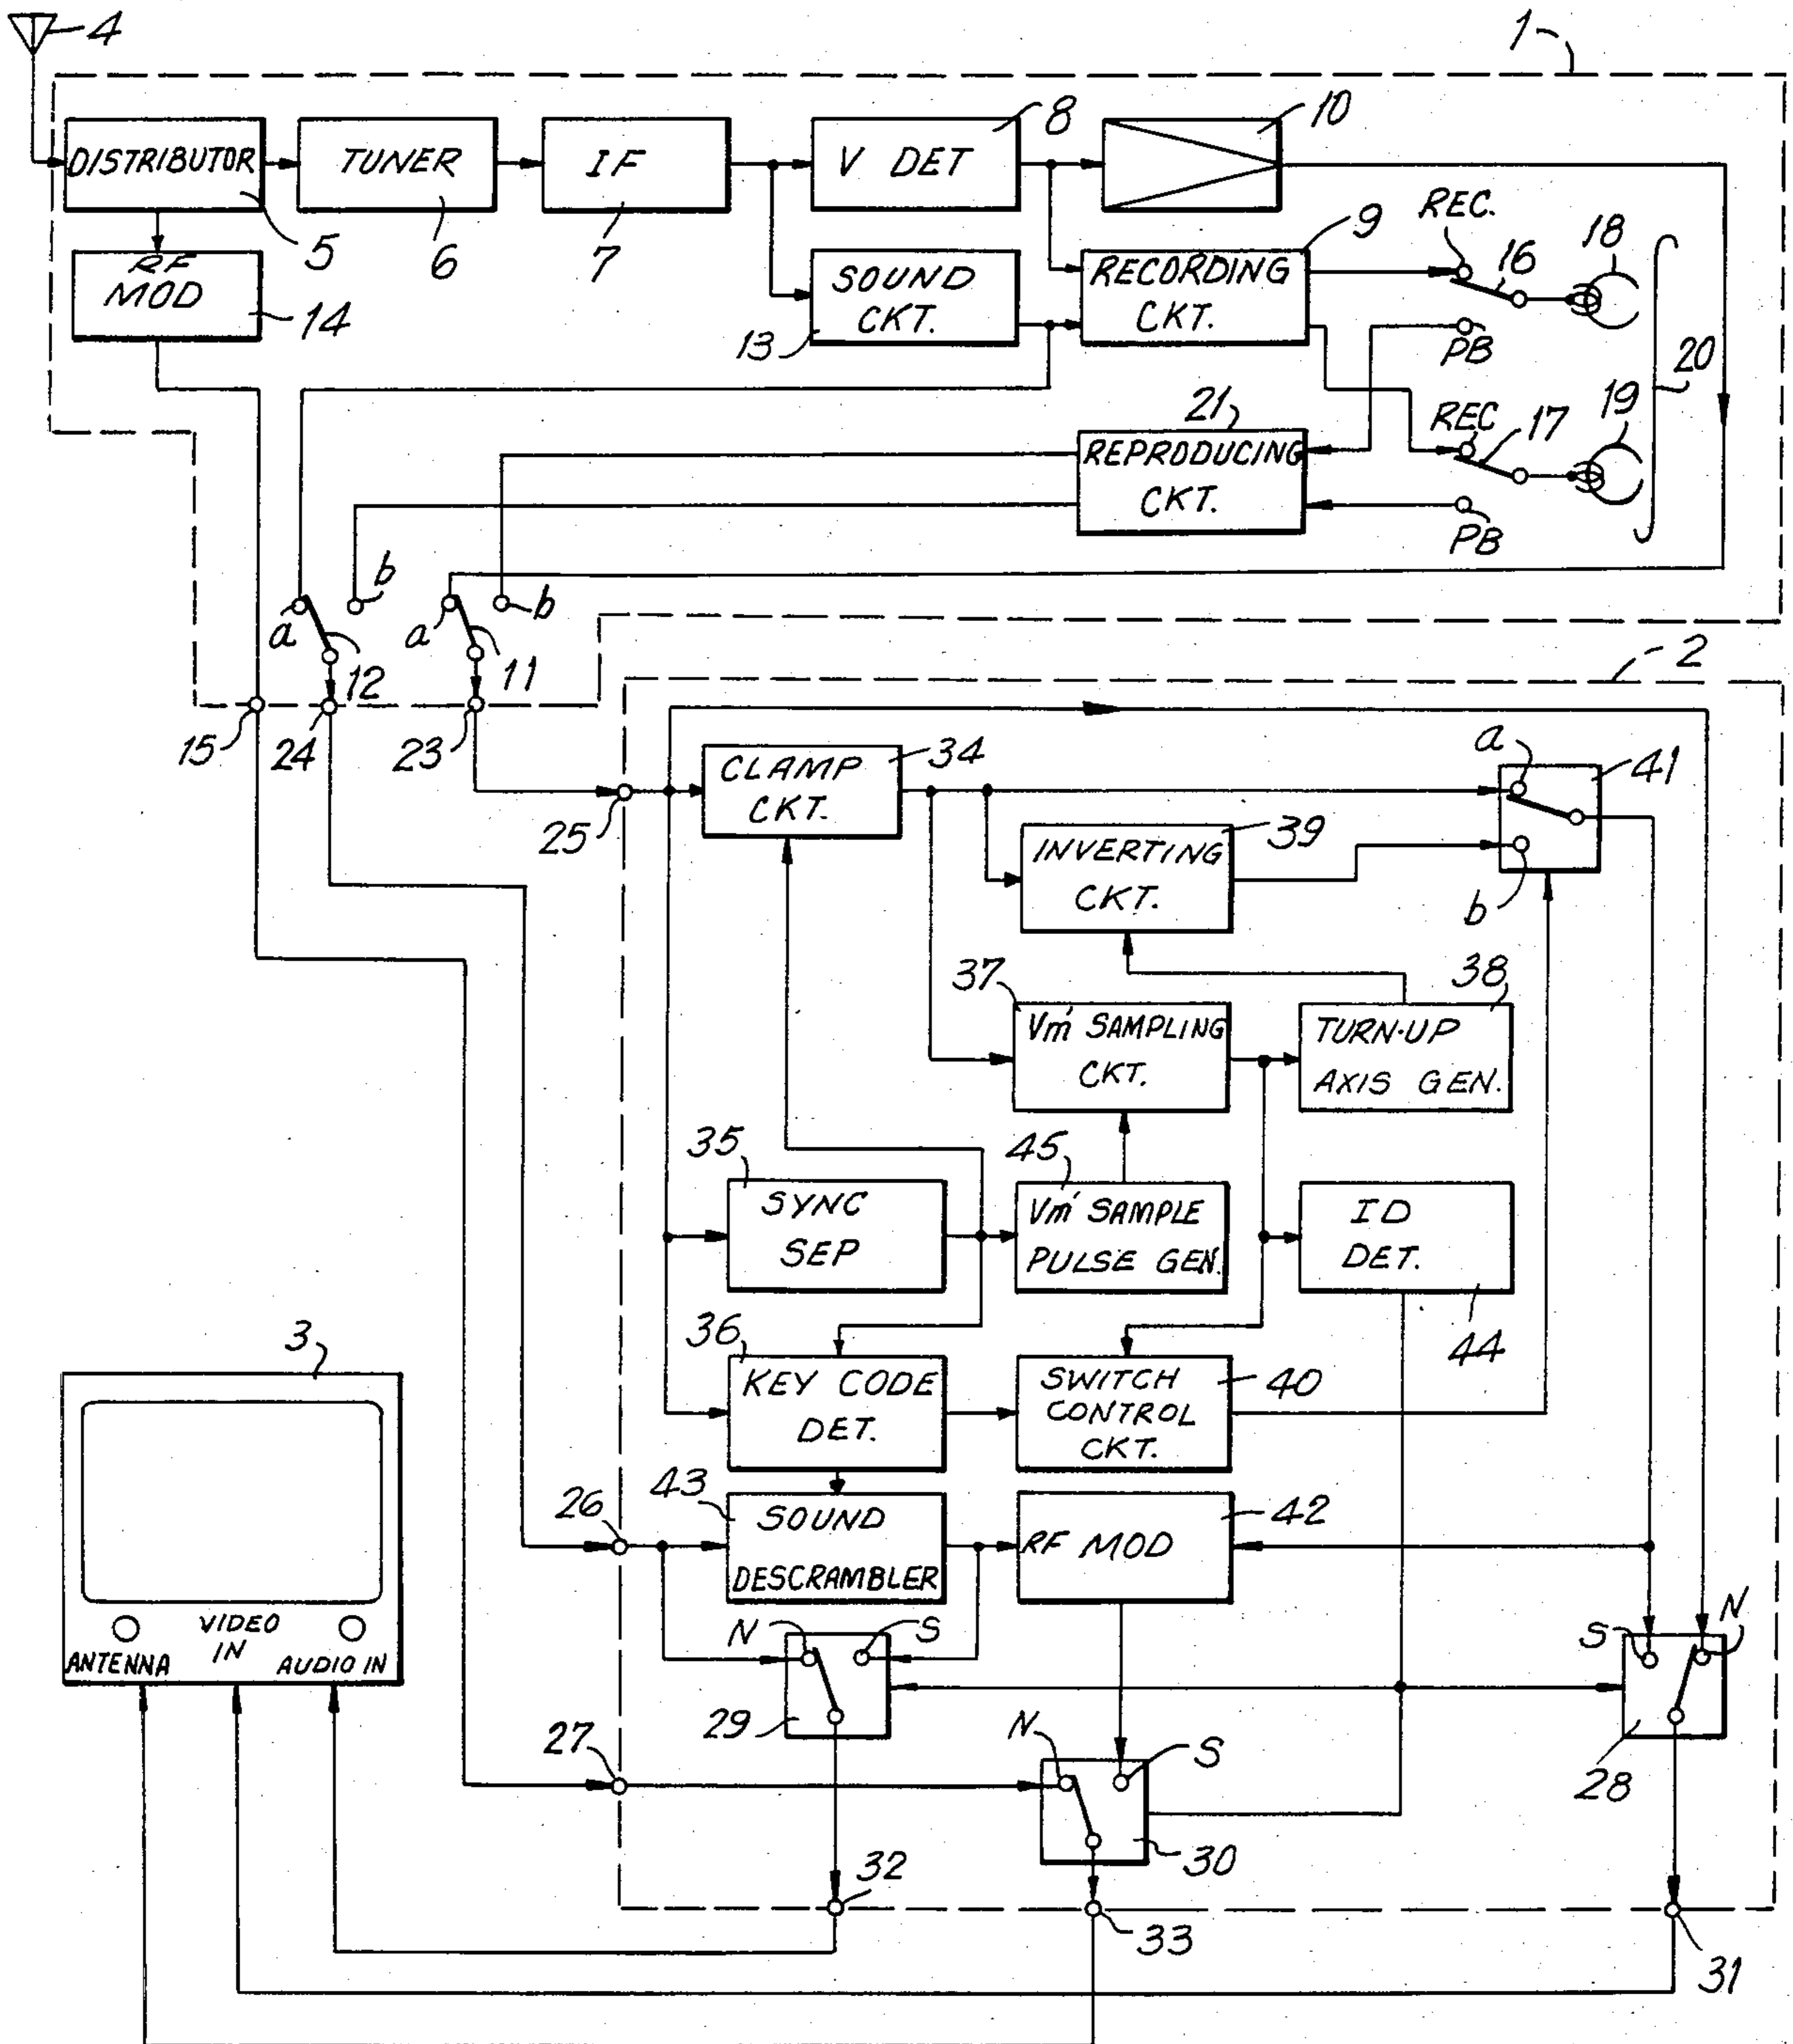 1
4
DISTRIBUTOR
5
TUNER
6
IF
7
V DET
8
10
RF
MOD
14
SOUND
CKT.
13
RECORDING
CKT.
9
REC.
16
18
PB
20
21
REPRODUCING
CKT.
REC
17
19
PB
a
b
12
a
b
11
15
24
23
2
25
CLAMP
CKT.
34
a
41
b
INVERTING
CKT.
39
37
Vm' SAMPLING
CKT.
38
TURN-UP
AXIS GEN.
35
SYNC
SEP
45
Vm' SAMPLE
PULSE GEN.
ID
DET.
44
36
KEY CODE
DET.
SWITCH
CONTROL
CKT.
40
3
VIDEO
IN
ANTENNA
AUDIO IN
26
43
SOUND
DESCRAMBLER
RF MOD
42
N
S
29
S
N
28
27
N
S
30
32
33
31